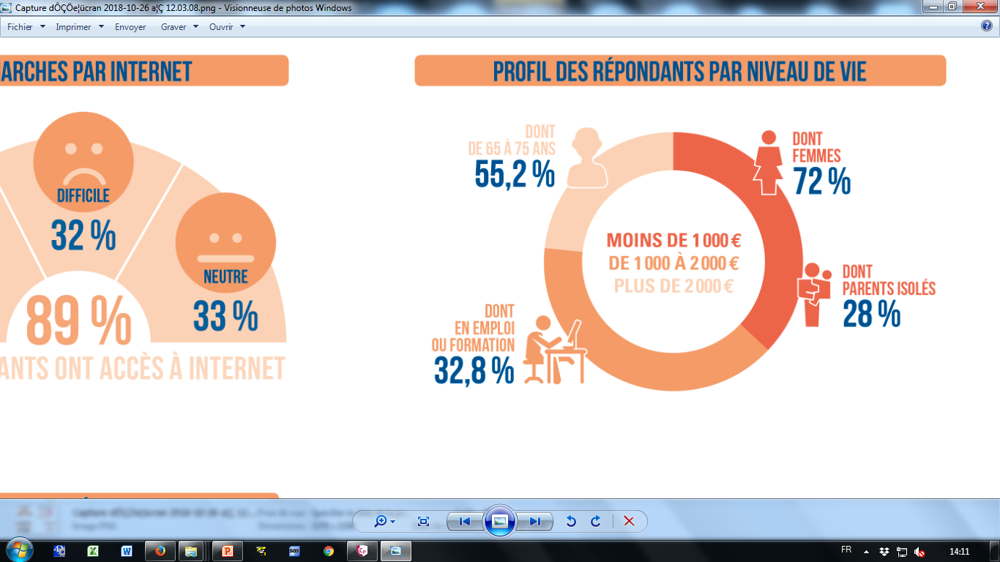 Capture dÔÇÖe¦ücran 2018-10-26 a¦Ç 12.03.08.png - Visionneuse de photos Windows
Fichier Imprimer Envoyer Graver Ouvrir
ARCHES PAR INTERNET
DIFFICILE
32 %
NEUTRE
33 %
89 %
ANTS ONT ACCÈS À INTERNET
PROFIL DES RÉPONDANTS PAR NIVEAU DE VIE
DONT
DE 65 À 75 ANS
55,2 %
DONT
FEMMES
72 %
MOINS DE 1 000 €
DE 1 000 À 2 000 €
PLUS DE 2 000 €
DONT
PARENTS ISOLÉS
28 %
DONT
EN EMPLOI
OU FORMATION
32,8 %
FR 14:11